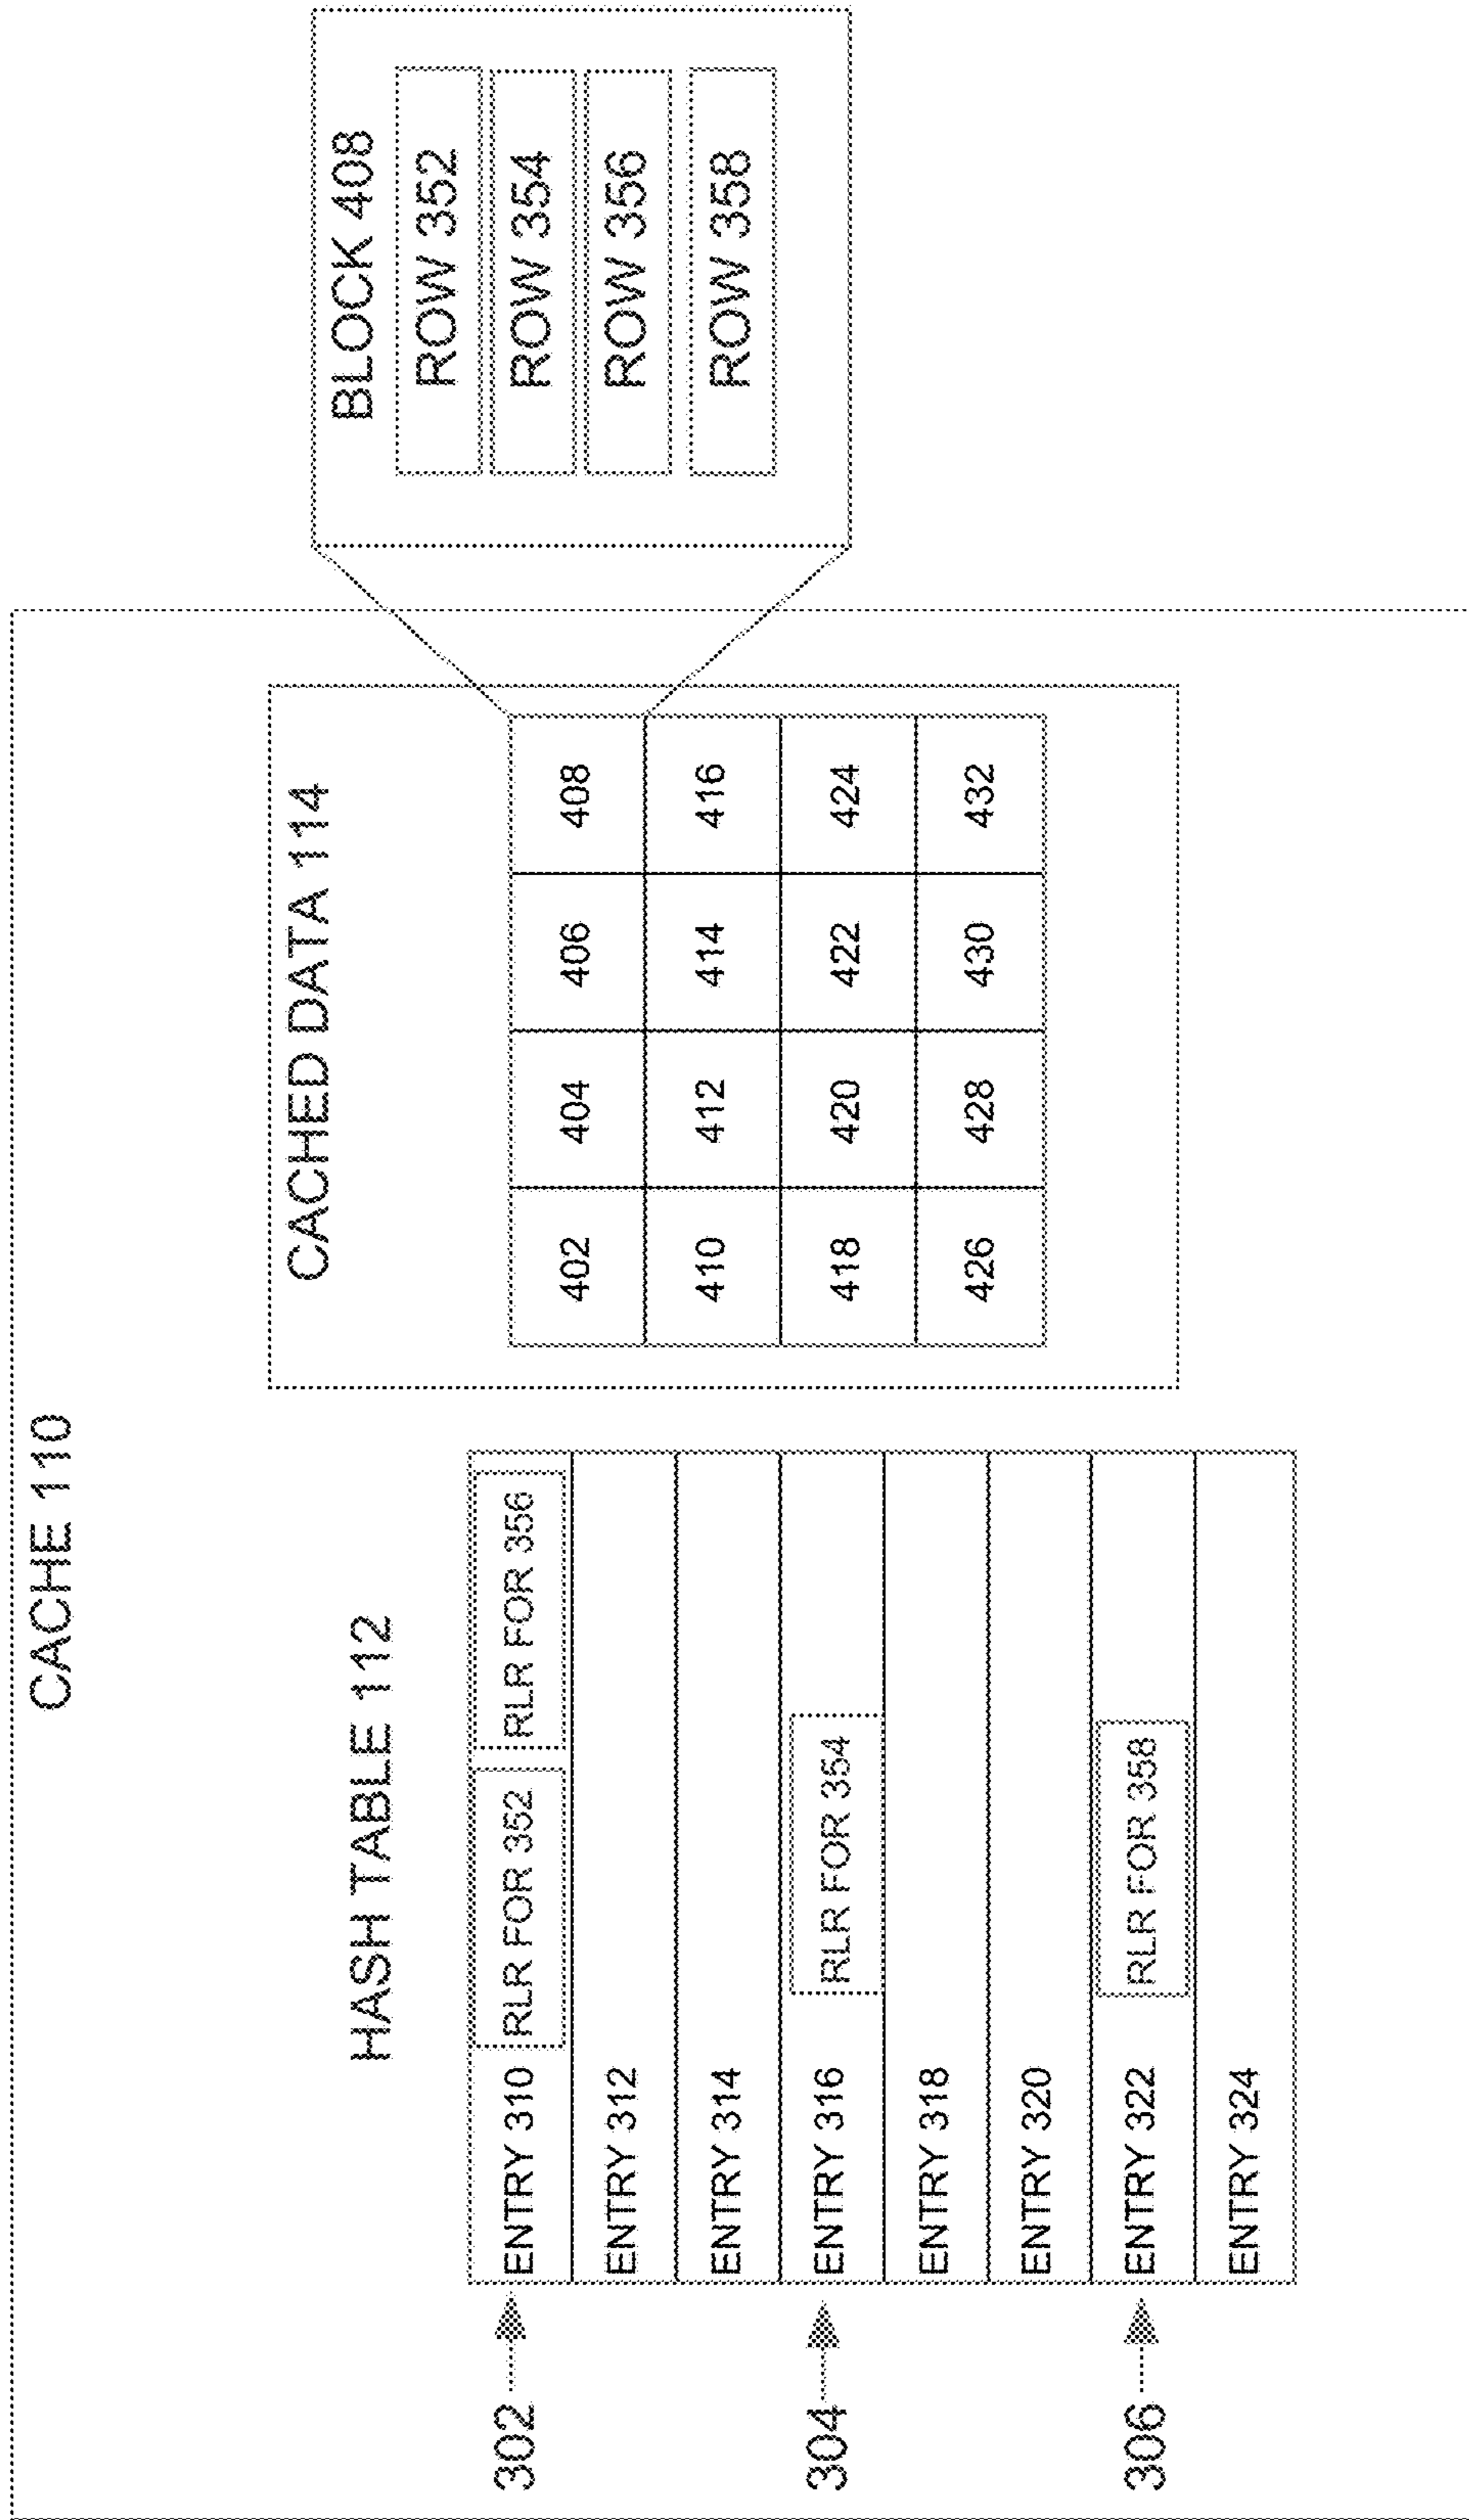 CACHE 110
HASH TABLE 112
302
ENTRY 310 RLR FOR 352 RLR FOR 356
ENTRY 312
ENTRY 314
304
ENTRY 316 RLR FOR 354
ENTRY 318
ENTRY 320
306
ENTRY 322 RLR FOR 358
ENTRY 324
CACHED DATA 114
402 404 406 408
410 412 414 416
418 420 422 424
426 428 430 432
BLOCK 408
ROW 352
ROW 354
ROW 356
ROW 358